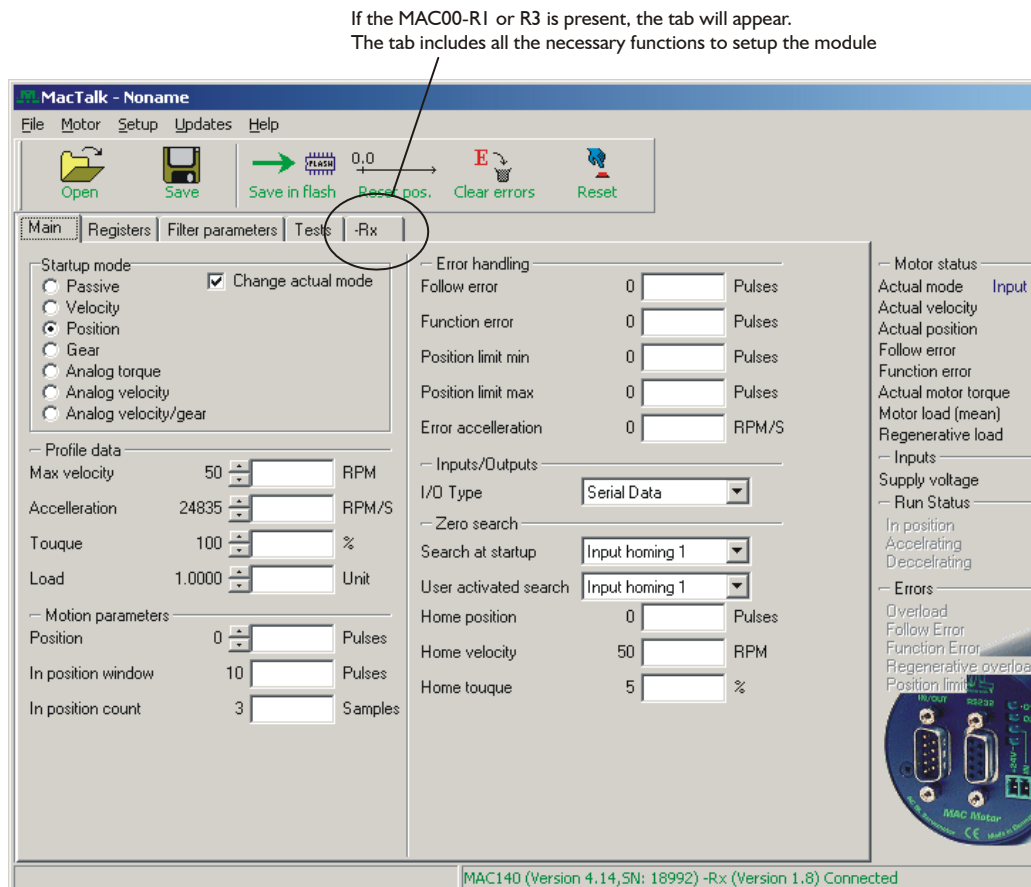 If the MAC00-R1 or R3 is present, the tab will appear.
The tab includes all the necessary functions to setup the module
MacTalk - Noname
File Motor Setup Updates Help
FLASH 0.0 E
Open Save Save in flash Reset pos. Clear errors Reset
Main Registers Filter parameters Tests -Rx
Startup mode
Change actual mode
Passive
Velocity
Position
Gear
Analog torque
Analog velocity
Analog velocity/gear
Profile data
Max velocity 50 RPM
Accelleration 24835 RPM/S
Touque 100 %
Load 1.0000 Unit
Motion parameters
Position 0 Pulses
In position window 10 Pulses
In position count 3 Samples
Error handling
Follow error 0 Pulses
Function error 0 Pulses
Position limit min 0 Pulses
Position limit max 0 Pulses
Error accelleration 0 RPM/S
Inputs/Outputs
I/O Type Serial Data
Zero search
Search at startup Input homing 1
User activated search Input homing 1
Home position 0 Pulses
Home velocity 50 RPM
Home touque 5 %
Motor status
Actual mode Input
Actual velocity
Actual position
Follow error
Function error
Actual motor torque
Motor load (mean)
Regenerative load
Inputs
Supply voltage
Run Status
In position
Accelrating
Deccelrating
Errors
Overload
Follow Error
Function Error
Regenerative overloa
Position limit
IN/OUT RS232
+24V-
IN
MAC Motor
CE
MAC140 (Version 4.14,SN: 18992) -Rx (Version 1.8) Connected